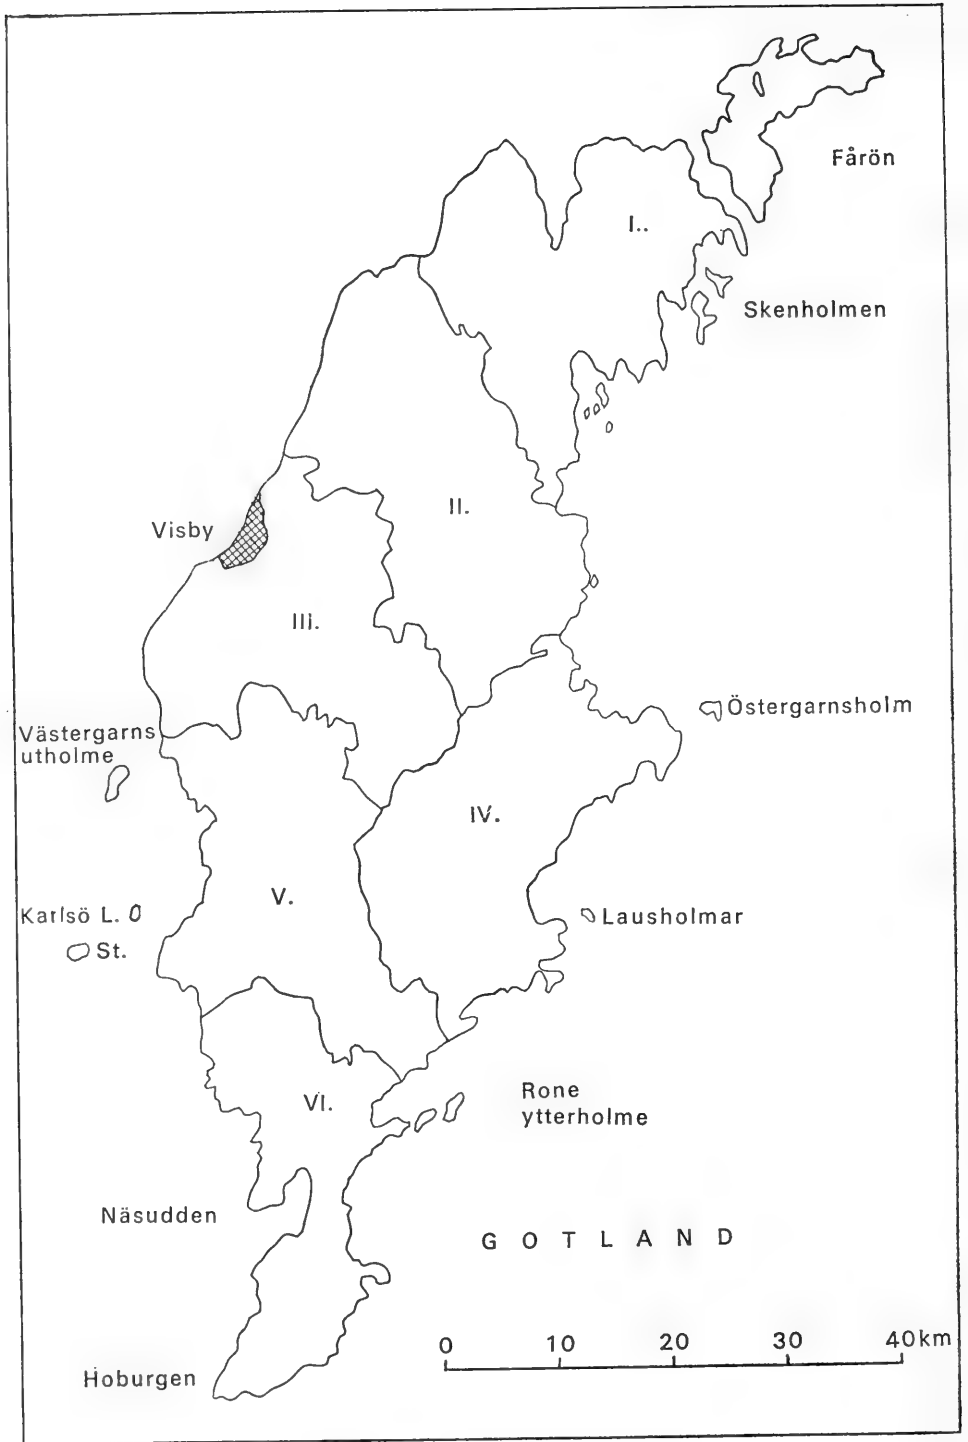 Fårön
I..
Skenholmen
II.
Visby
III.
Östergarnsholm
Västergarns
utholme
IV.
V.
Karlsö L.
Lausholmar
St.
Rone
ytterholme
VI.
Näsudden
GOTLAND
0 10 20 30 40km
Hoburgen